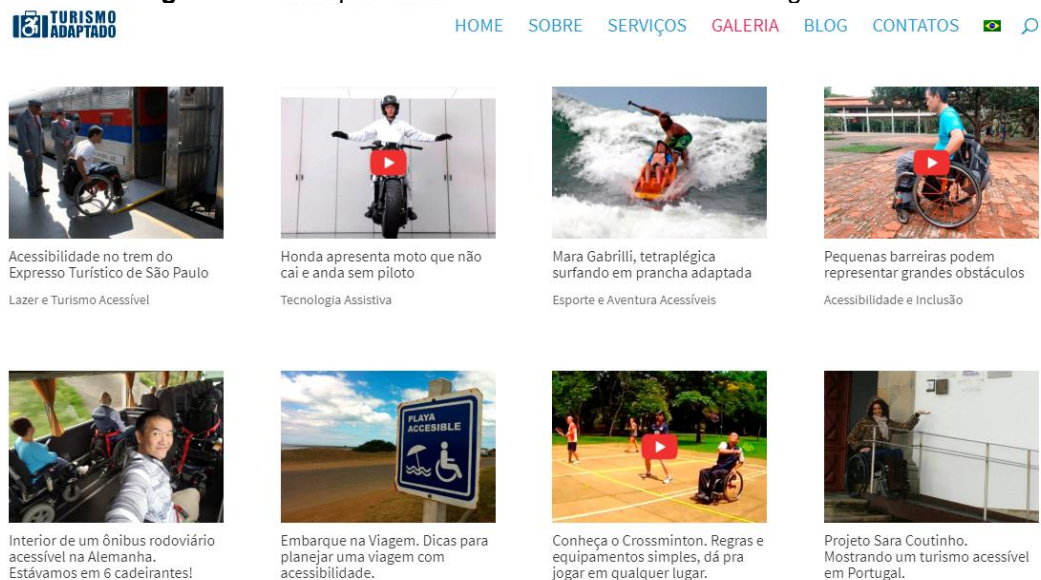 TURISMO
ADAPTADO
HOME SOBRE SERVIÇOS GALERIA BLOG CONTATOS
Acessibilidade no trem do
Expresso Turístico de São Paulo
Lazer e Turismo Acessível
Honda apresenta moto que não
cai e anda sem piloto
Tecnologia Assistiva
Mara Gabrilli, tetraplégica
surfando em prancha adaptada
Esporte e Aventura Acessíveis
Pequenas barreiras podem
representar grandes obstáculos
Acessibilidade e Inclusão
PLAYA
ACCESIBLE
Interior de um ônibus rodoviário
acessível na Alemanha.
Estávamos em 6 cadeirantes!
Embarque na Viagem. Dicas para
planejar uma viagem com
acessibilidade.
Conheça o Crossminton. Regras e
equipamentos simples, dá pra
jogar em qualquer lugar.
Projeto Sara Coutinho.
Mostrando um turismo acessível
em Portugal.